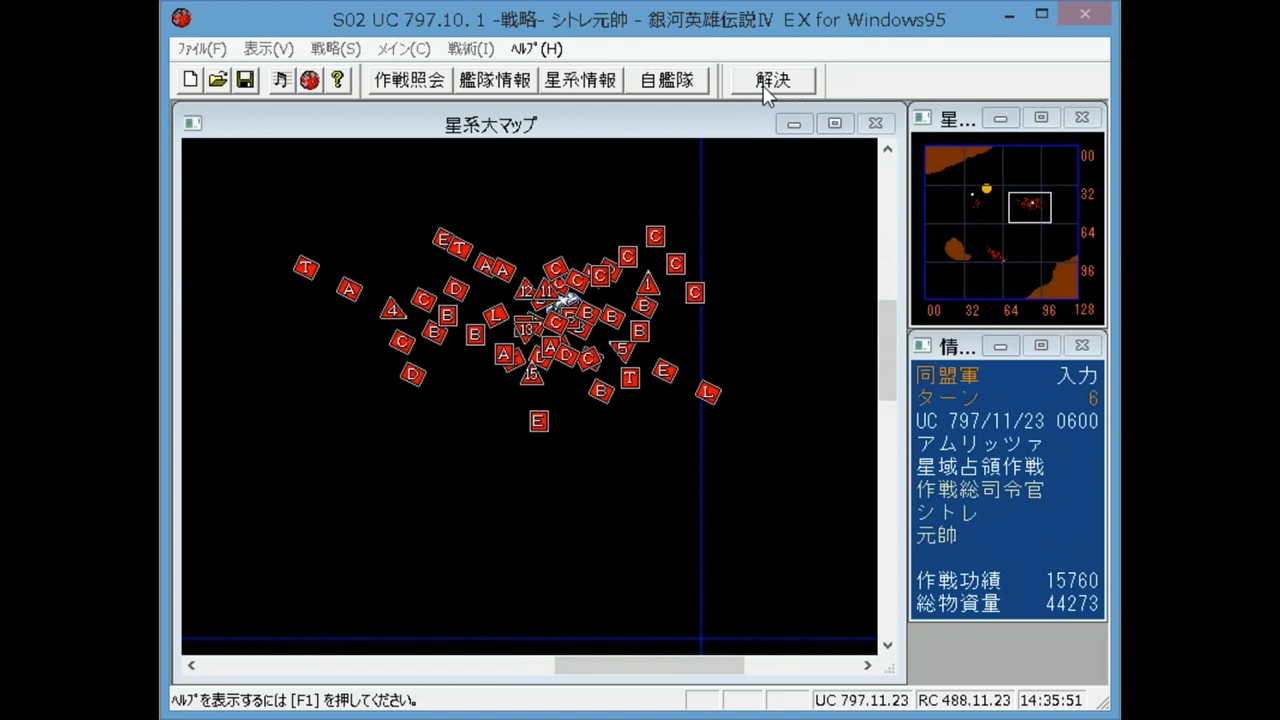 S02 UC 797.10. 1 -戦略- シトレ元帥 - 銀河英雄伝説Ⅳ EX for Windows95
ﾌｧｲﾙ(F) 表示(V) 戦略(S) メイン(C) 戦術(I) ﾍﾙﾌﾟ(H)
作戦照会 艦隊情報 星系情報 自艦隊 解決
星系大マップ
星...
00
32
64
96
00 32 64 96 128
C
E T C
T A A C C C C
A D C 12 11 1 C
4 C B L B B B
B B 13 C B
C A A D C 5
D 15 B T E L
E
情...
同盟軍 入力
ターン 6
UC 797/11/23 0600
アムリッツァ
星域占領作戦
作戦総司令官
シトレ
元帥
作戦功績 15760
総物資量 44273
ﾍﾙﾌﾟを表示するには [F1] を押してください。
UC 797.11.23 RC 488.11.23 14:35:51